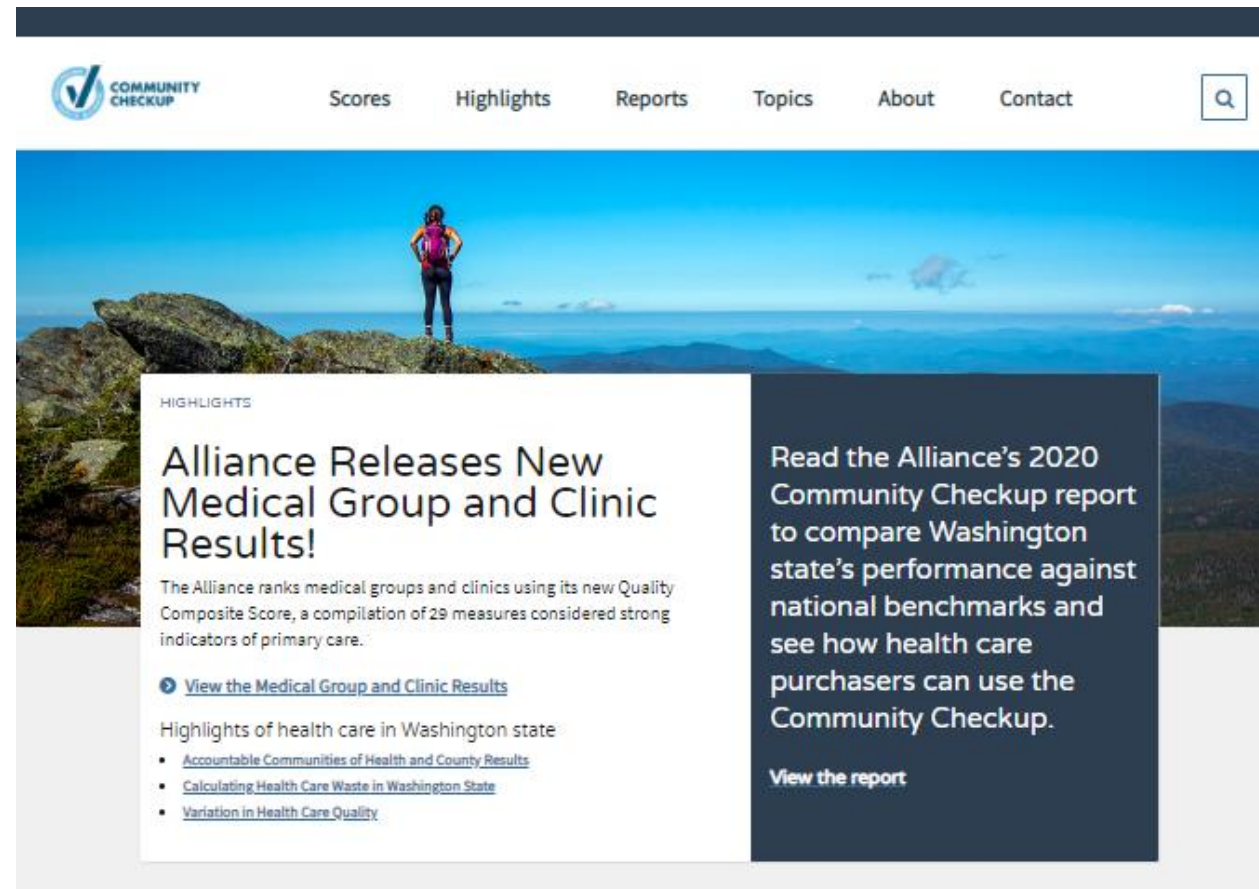 COMMUNITY
CHECKUP
Scores Highlights Reports Topics About Contact
HIGHLIGHTS
Alliance Releases New
Medical Group and Clinic
Results!
The Alliance ranks medical groups and clinics using its new Quality
Composite Score, a compilation of 29 measures considered strong
indicators of primary care.
View the Medical Group and Clinic Results
Highlights of health care in Washington state
Accountable Communities of Health and County Results
Calculating Health Care Waste in Washington State
Variation in Health Care Quality
Read the Alliance's 2020
Community Checkup report
to compare Washington
state's performance against
national benchmarks and
see how health care
purchasers can use the
Community Checkup.
View the report